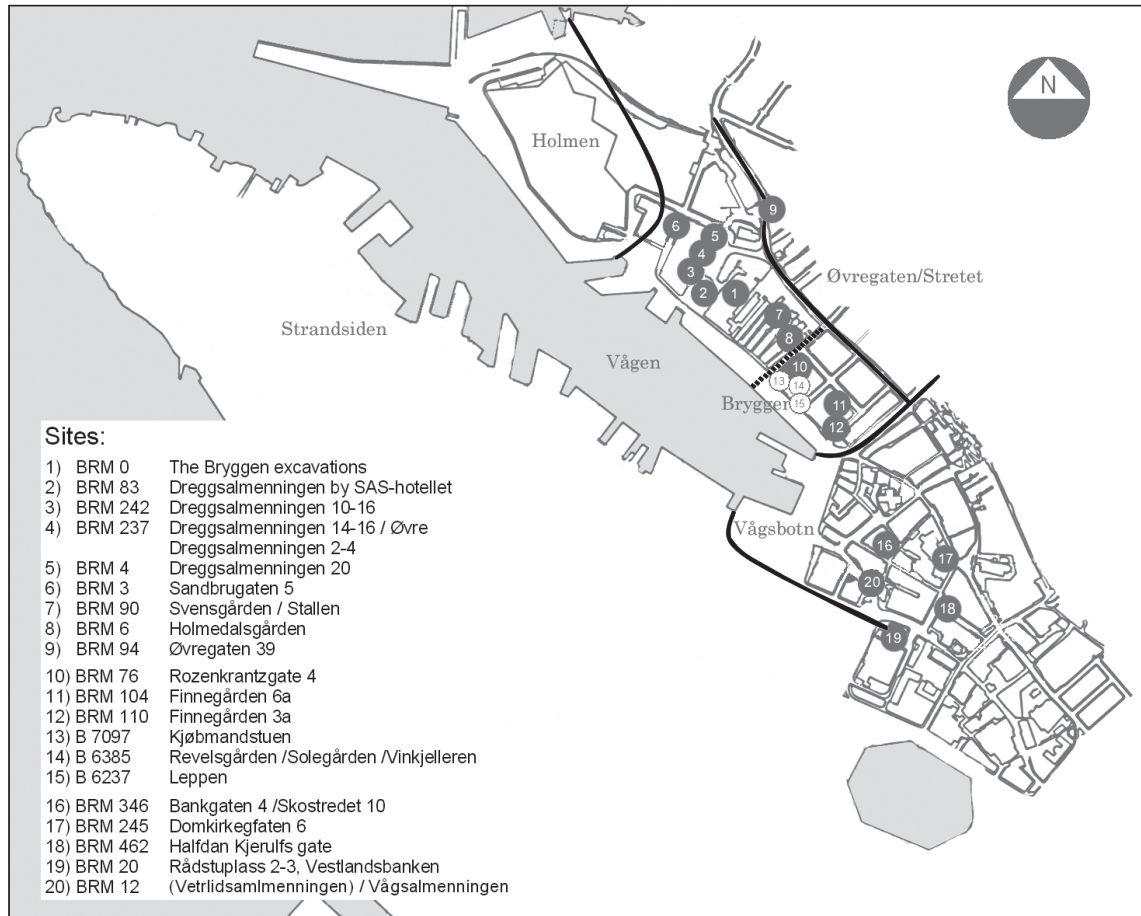 N
Holmen
Øvregaten/Stretet
Strandsiden
Vågen
Bryggen
Vågsbotn
6
9
5
4
3
2
1
7
8
10
13
14
15
11
12
16
17
20
18
19
Sites:
1) BRM 0 The Bryggen excavations
2) BRM 83 Dreggsalmenningen by SAS-hotellet
3) BRM 242 Dreggsalmenningen 10-16
4) BRM 237 Dreggsalmenningen 14-16 / Øvre
Dreggsalmenningen 2-4
5) BRM 4 Dreggsalmenningen 20
6) BRM 3 Sandbrugaten 5
7) BRM 90 Svensgården / Stallen
8) BRM 6 Holmedalsgården
9) BRM 94 Øvregaten 39
10) BRM 76 Rozenkrantzgate 4
11) BRM 104 Finnegården 6a
12) BRM 110 Finnegården 3a
13) B 7097 Kjøbmandstuen
14) B 6385 Revelsgården /Solegården /Vinkjelleren
15) B 6237 Leppen
16) BRM 346 Bankgaten 4 /Skostredet 10
17) BRM 245 Domkirkegfaten 6
18) BRM 462 Halfdan Kjerulfs gate
19) BRM 20 Rådstuplass 2-3, Vestlandsbanken
20) BRM 12 (Vetrlidsamlmenningen) / Vågsalmenningen